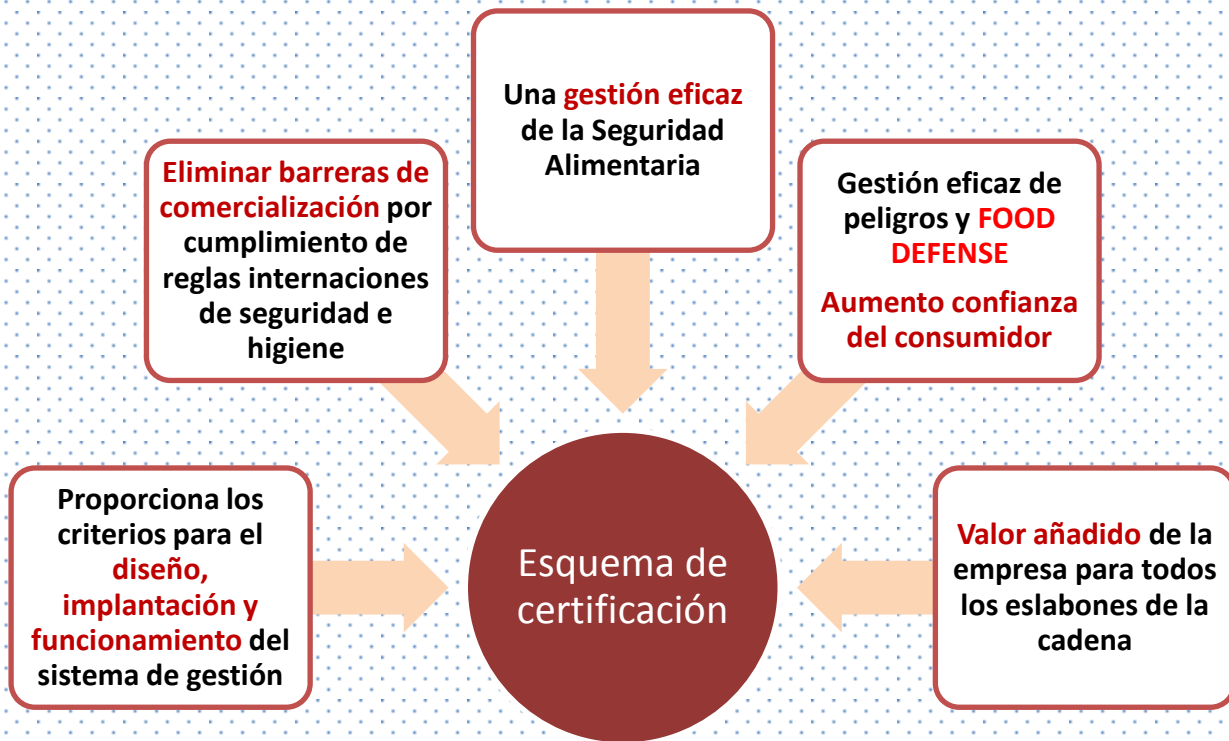 Una gestión eficaz
de la Seguridad
Alimentaria
Eliminar barreras de
comercialización por
cumplimiento de
reglas internaciones
de seguridad e
higiene
Gestión eficaz de
peligros y FOOD
DEFENSE
Aumento confianza
del consumidor
Proporciona los
criterios para el
diseño,
implantación y
funcionamiento del
sistema de gestión
Esquema de
certificación
Valor añadido de la
empresa para todos
los eslabones de la
cadena